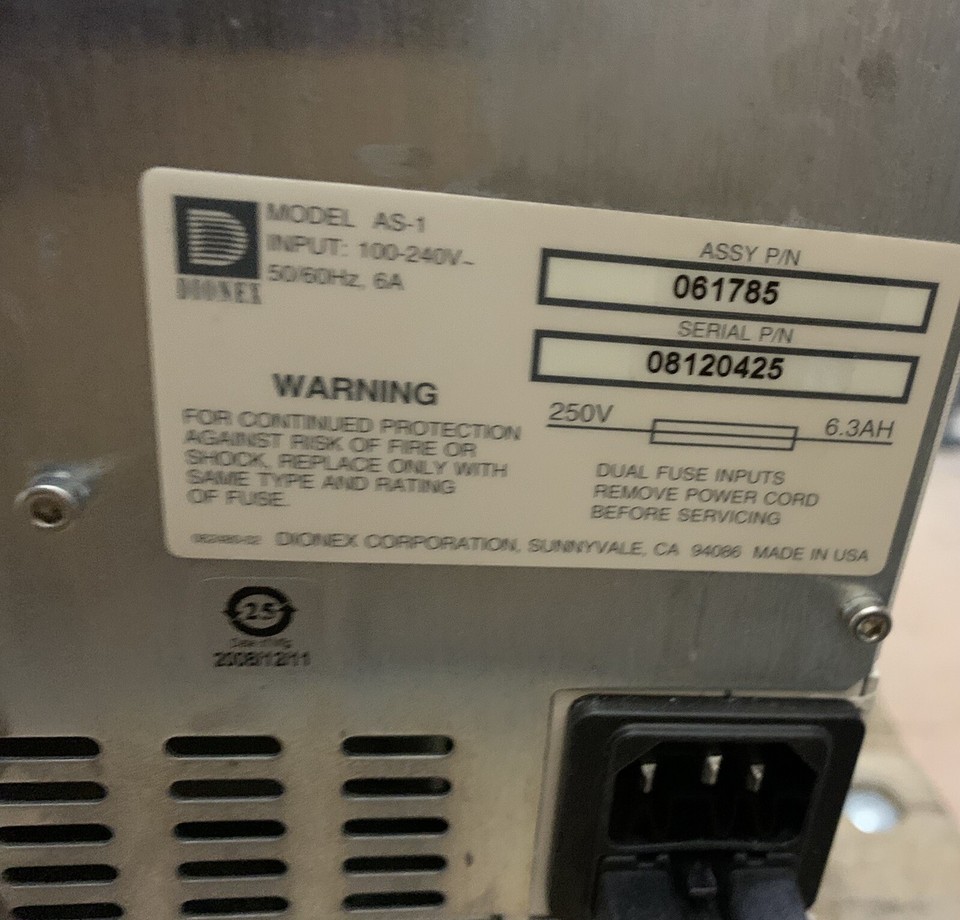 DIONEX
MODEL AS-1
INPUT: 100-240V~
50/60Hz, 6A
ASSY P/N
061785
SERIAL P/N
08120425
250V 6.3AH
DUAL FUSE INPUTS
REMOVE POWER CORD
BEFORE SERVICING
WARNING
FOR CONTINUED PROTECTION
AGAINST RISK OF FIRE OR
SHOCK, REPLACE ONLY WITH
SAME TYPE AND RATING
OF FUSE.
DIONEX CORPORATION, SUNNYVALE, CA 94086 MADE IN USA
25
2008/12/11